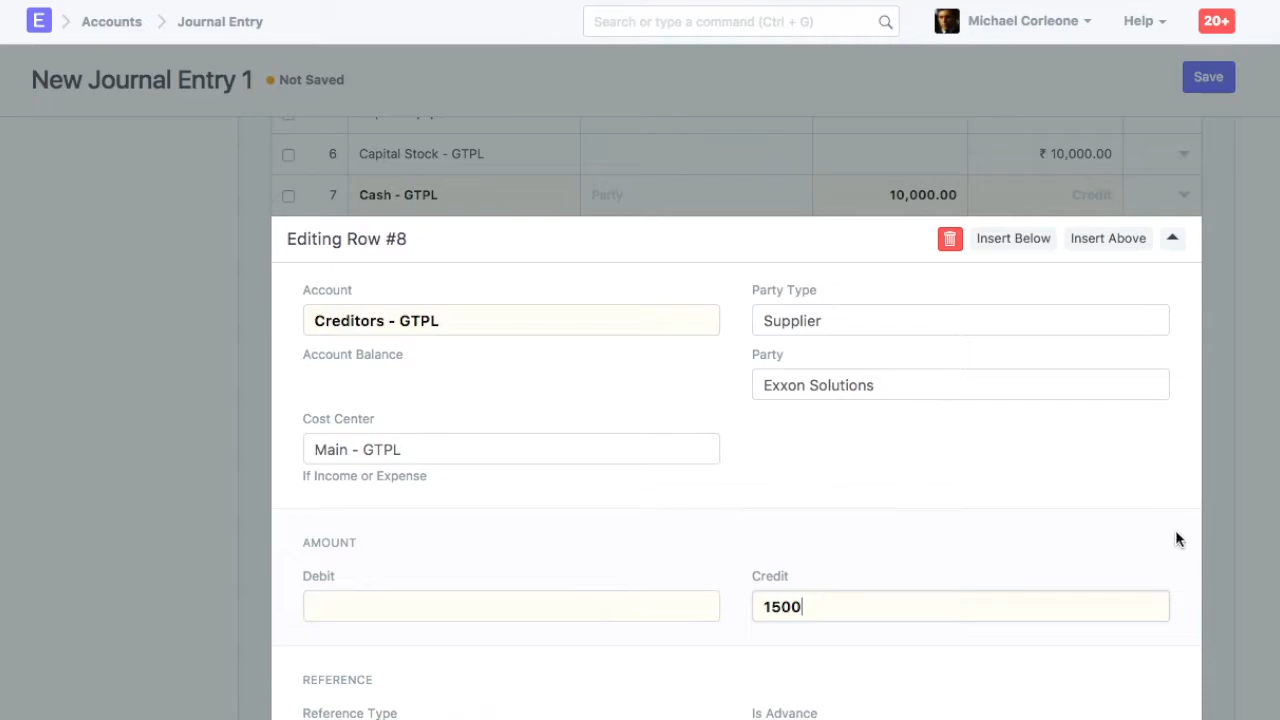 E Accounts Journal Entry Search or type a command (Ctrl + G) Michael Corleone Help 20+
New Journal Entry 1 Not Saved Save
6 Capital Stock - GTPL ₹ 10,000.00
7 Cash - GTPL Party 10,000.00 Credit
Editing Row #8 Insert Below Insert Above
Account Party Type
Creditors - GTPL Supplier
Account Balance Party
Exxon Solutions
Cost Center
Main - GTPL
If Income or Expense
AMOUNT
Debit Credit
1500
REFERENCE
Reference Type Is Advance